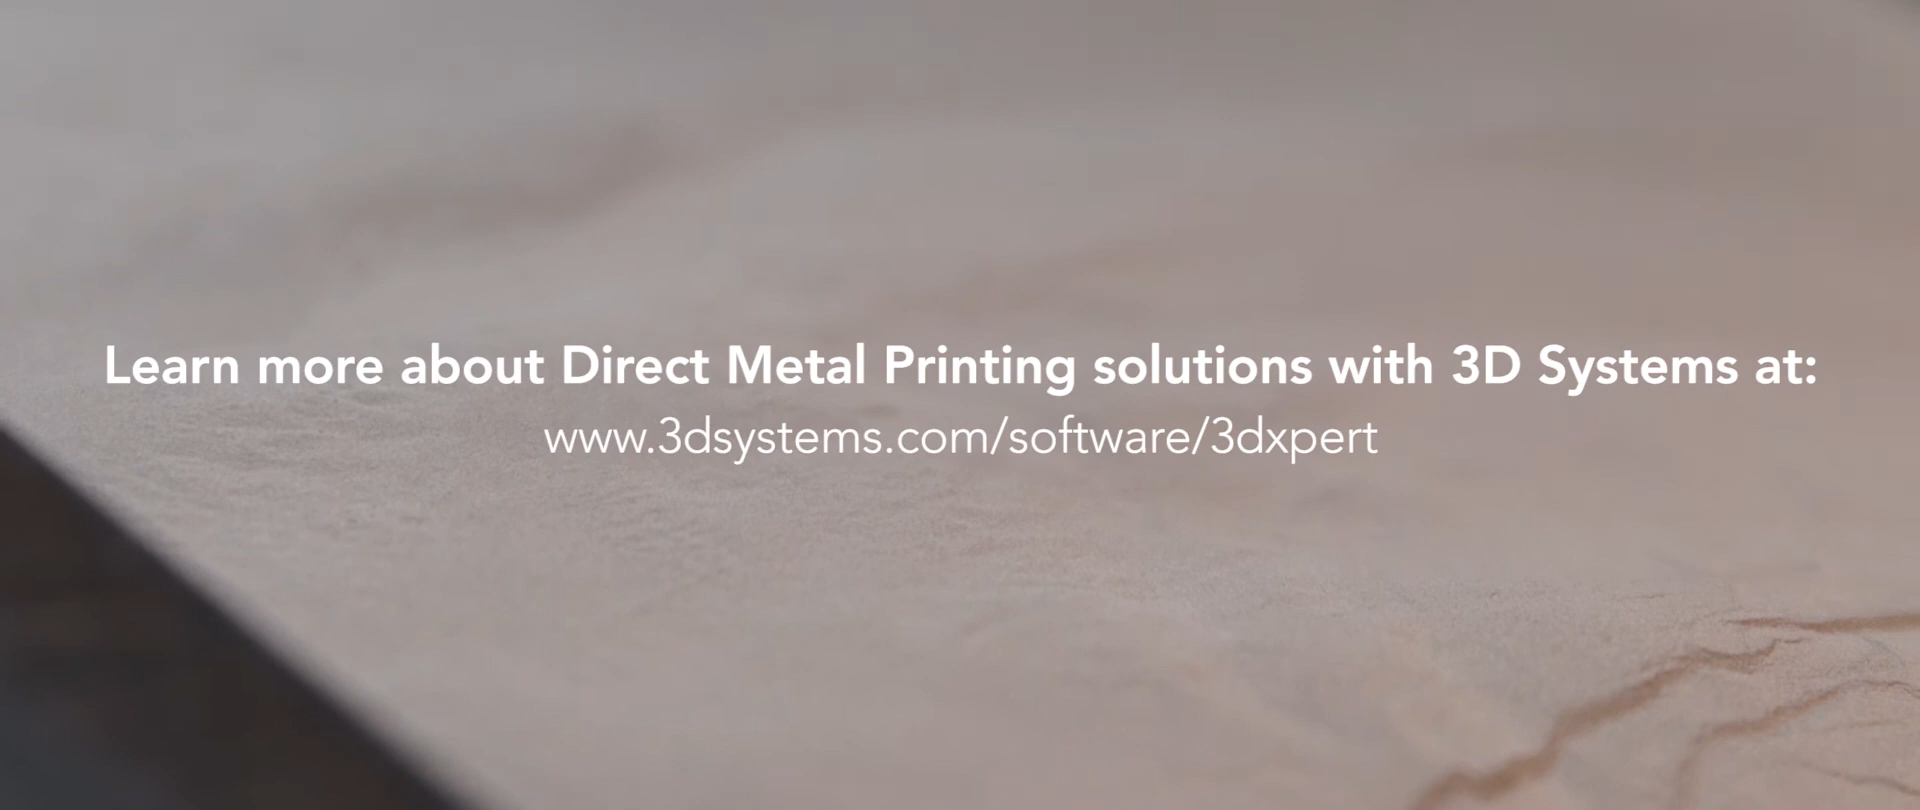 Learn more about Direct Metal Printing solutions with 3D Systems at:
www.3dsystems.com/software/3dxpert